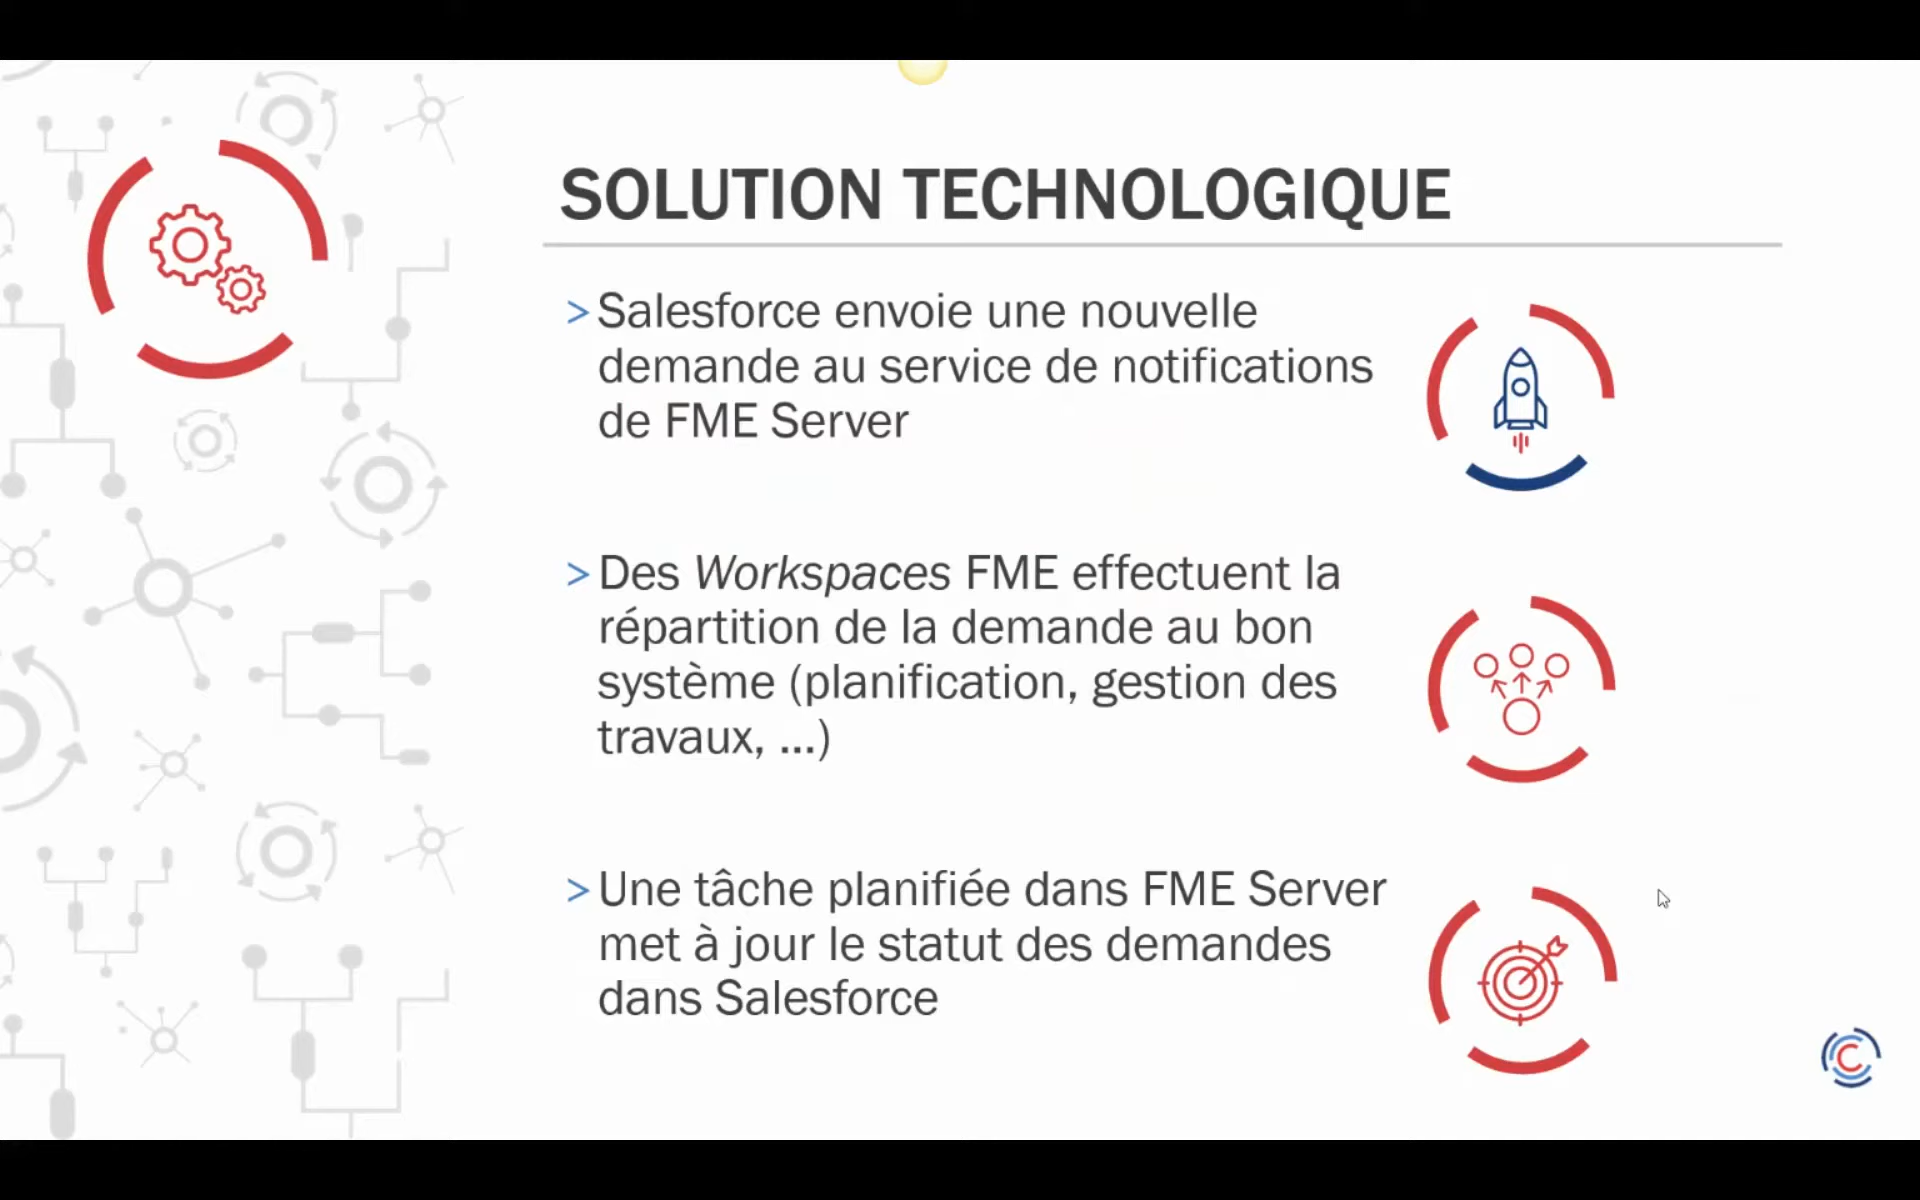 SOLUTION TECHNOLOGIQUE
> Salesforce envoie une nouvelle
demande au service de notifications
de FME Server
> Des Workspaces FME effectuent la
répartition de la demande au bon
système (planification, gestion des
travaux, ...)
> Une tâche planifiée dans FME Server
met à jour le statut des demandes
dans Salesforce